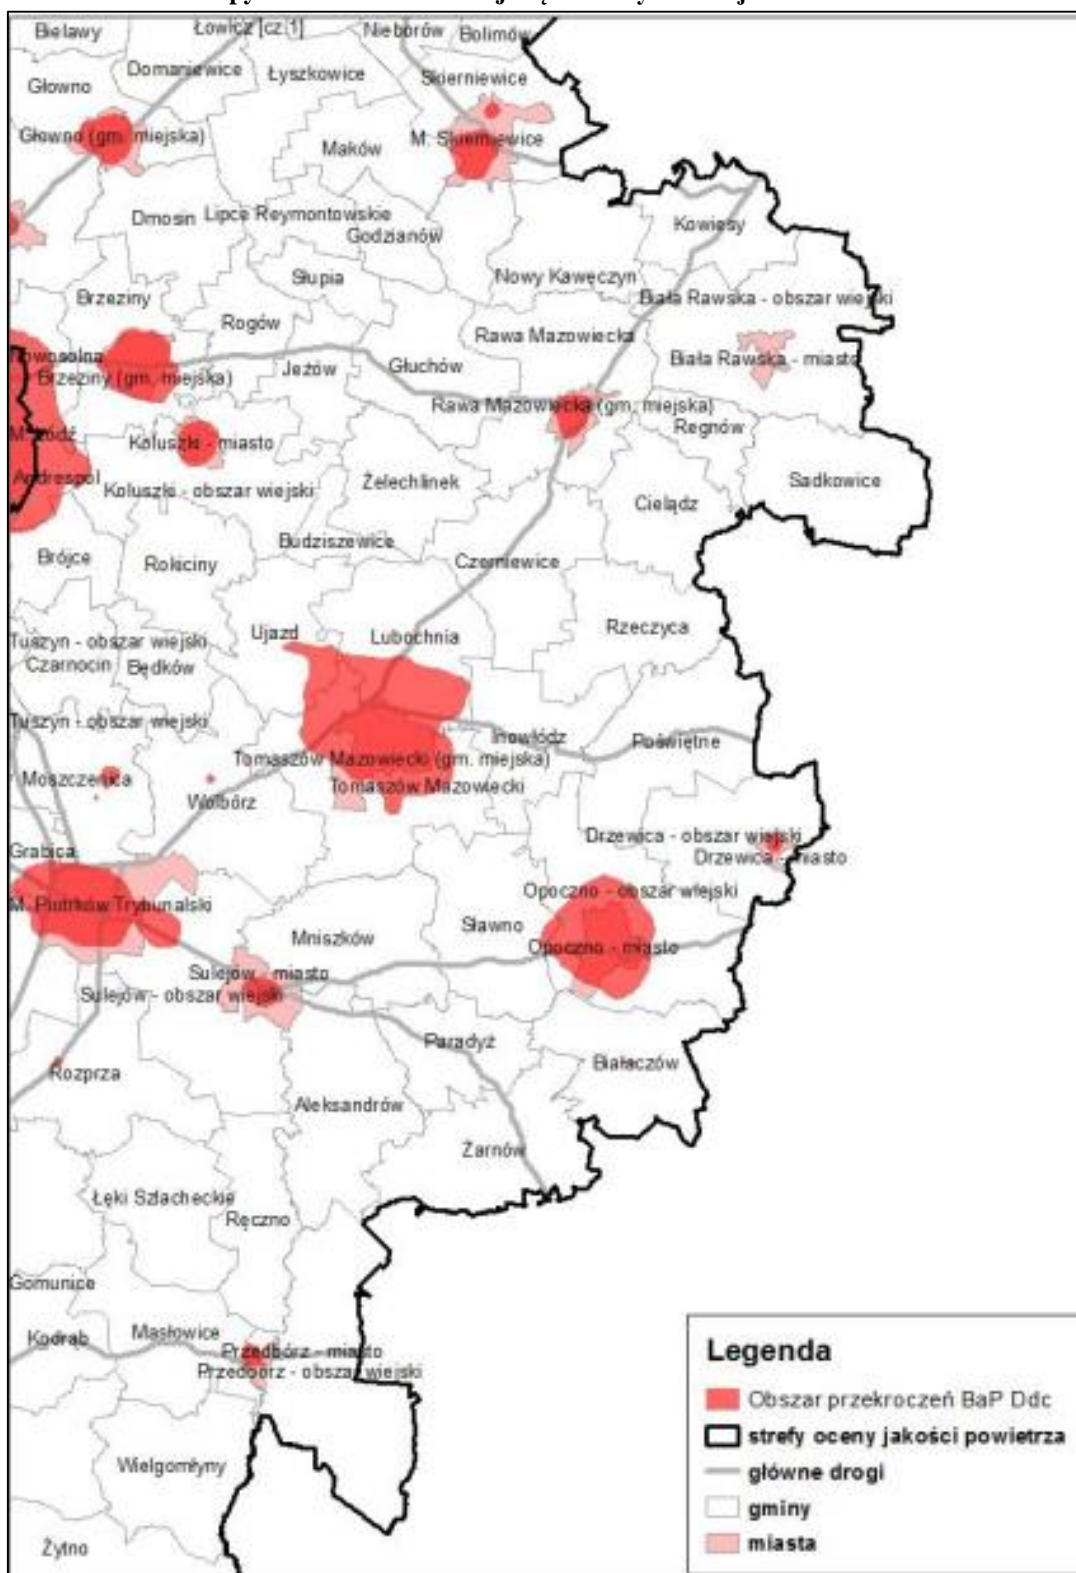 Bielawy
Łowicz [cz.1]
Nieborów
Bolimów
Domaniewice
Łyszkowice
Skierniewice
Głowno
Głowno (gm. miejska)
M. Skierniewice
Maków
Dmosin
Lipce Reymontowskie
Godzianów
Kowiesy
Słupia
Nowy Kawęczyn
Brzeziny
Biała Rawska - obszar wiejski
Rogów
Rawa Mazowiecka
Nowosolna
Jeżów
Głuchów
Biała Rawska - miasto
Brzeziny (gm. miejska)
Rawa Mazowiecka (gm. miejska)
M. Łódź
Koluszki - miasto
Regnów
Andrespol
Koluszki - obszar wiejski
Żelechlinek
Sadkowice
Cielądz
Budziszewice
Brójce
Rokiciny
Czerniewice
Ujazd
Lubochnia
Rzeczyca
Tuszyn - obszar wiejski
Czarnocin
Będków
Tuszyn - obszar wiejski
Inowłódz
Poświętne
Moszczenica
Tomaszów Mazowiecki (gm. miejska)
Tomaszów Mazowiecki
Wolbórz
Drzewica - obszar wiejski
Grabica
Drzewica - miasto
Opoczno - obszar wiejski
M. Piotrków Trybunalski
Sławno
Mniszków
Opoczno - miasto
Sulejów - miasto
Sulejów - obszar wiejski
Paradyż
Białaczów
Rozprza
Aleksandrów
Żarnów
Łęki Szlacheckie
Ręczno
Gomunice
Kodrąb
Masłowice
Przedbórz - miasto
Przedbórz - obszar wiejski
Wielgomłyny
Żytno
Legenda
Obszar przekroczeń BaP Ddc
strefy oceny jakości powietrza
główne drogi
gminy
miasta